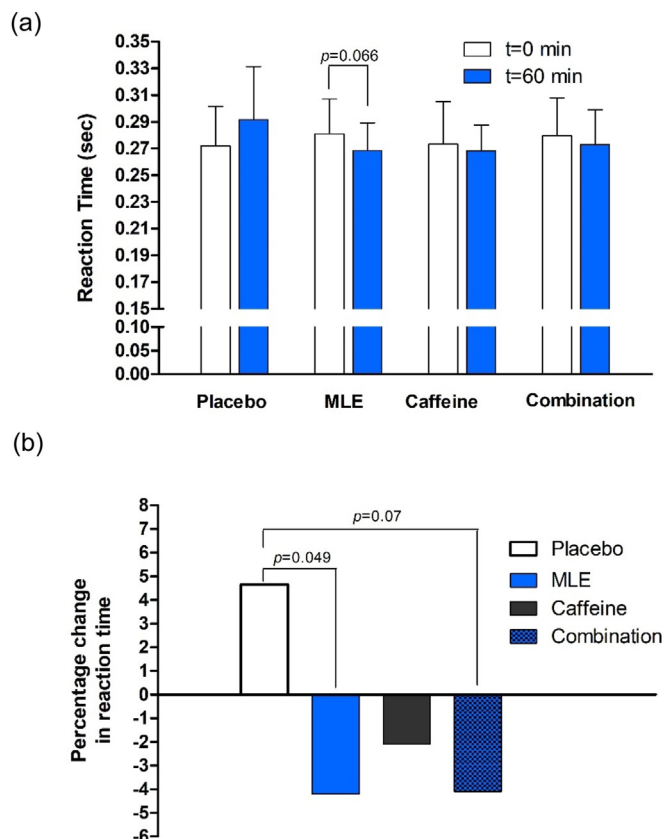 (a)
p=0.066
t=0 min
t=60 min
Reaction Time (sec)
0.35
0.33
0.31
0.29
0.27
0.25
0.23
0.21
0.19
0.17
0.15
0.10
0.05
0.00
Placebo MLE Caffeine Combination
(b)
Percentage change
in reaction time
8
7
6
5
4
3
2
1
0
-1
-2
-3
-4
-5
-6
p=0.07
p=0.049
Placebo
MLE
Caffeine
Combination